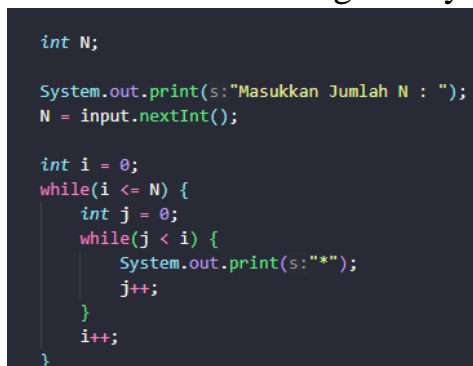 int N;
System.out.print(s:"Masukkan Jumlah N : ");
N = input.nextInt();
int i = 0;
while(i <= N) {
int j = 0;
while(j < i) {
System.out.print(s:"*");
j++;
}
i++;
}